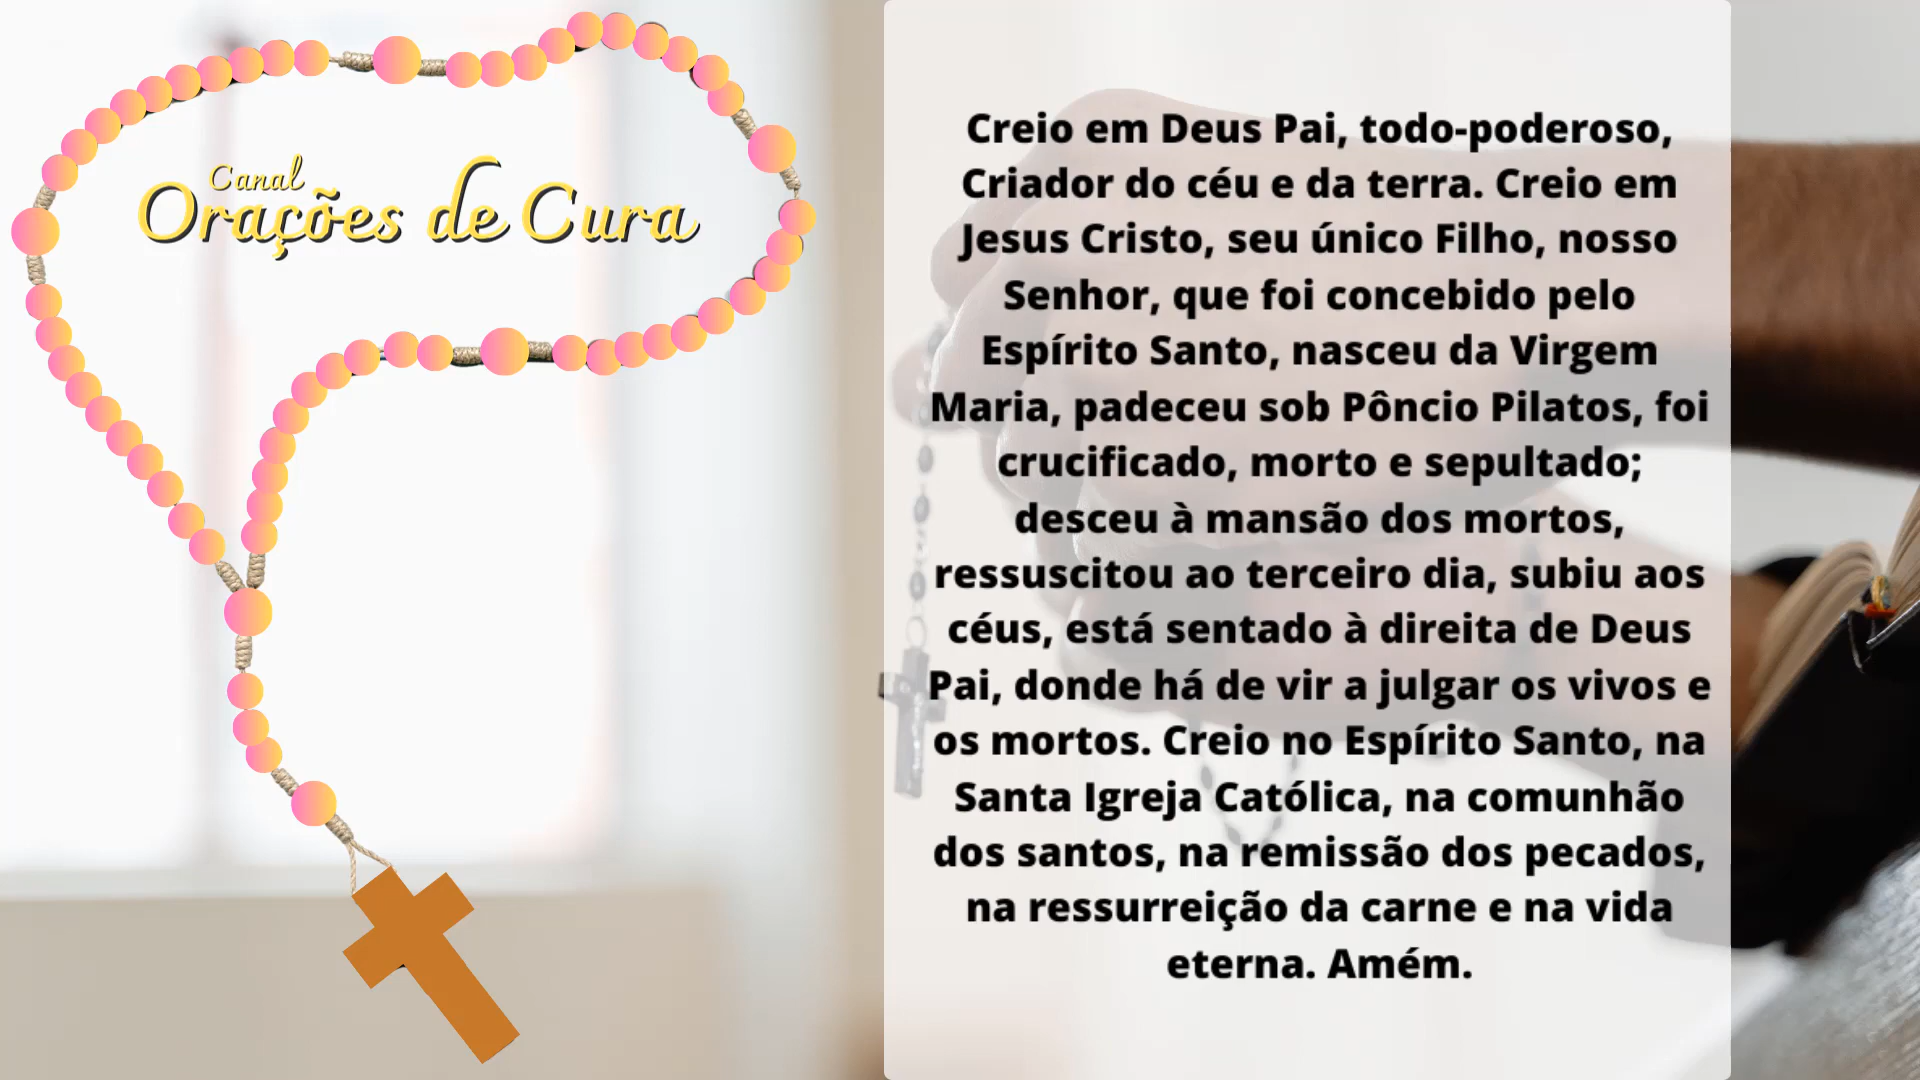 Canal
Orações de Cura
Creio em Deus Pai, todo-poderoso,
Criador do céu e da terra. Creio em
Jesus Cristo, seu único Filho, nosso
Senhor, que foi concebido pelo
Espírito Santo, nasceu da Virgem
Maria, padeceu sob Pôncio Pilatos, foi
crucificado, morto e sepultado;
desceu à mansão dos mortos,
ressuscitou ao terceiro dia, subiu aos
céus, está sentado à direita de Deus
Pai, donde há de vir a julgar os vivos e
os mortos. Creio no Espírito Santo, na
Santa Igreja Católica, na comunhão
dos santos, na remissão dos pecados,
na ressurreição da carne e na vida
eterna. Amém.